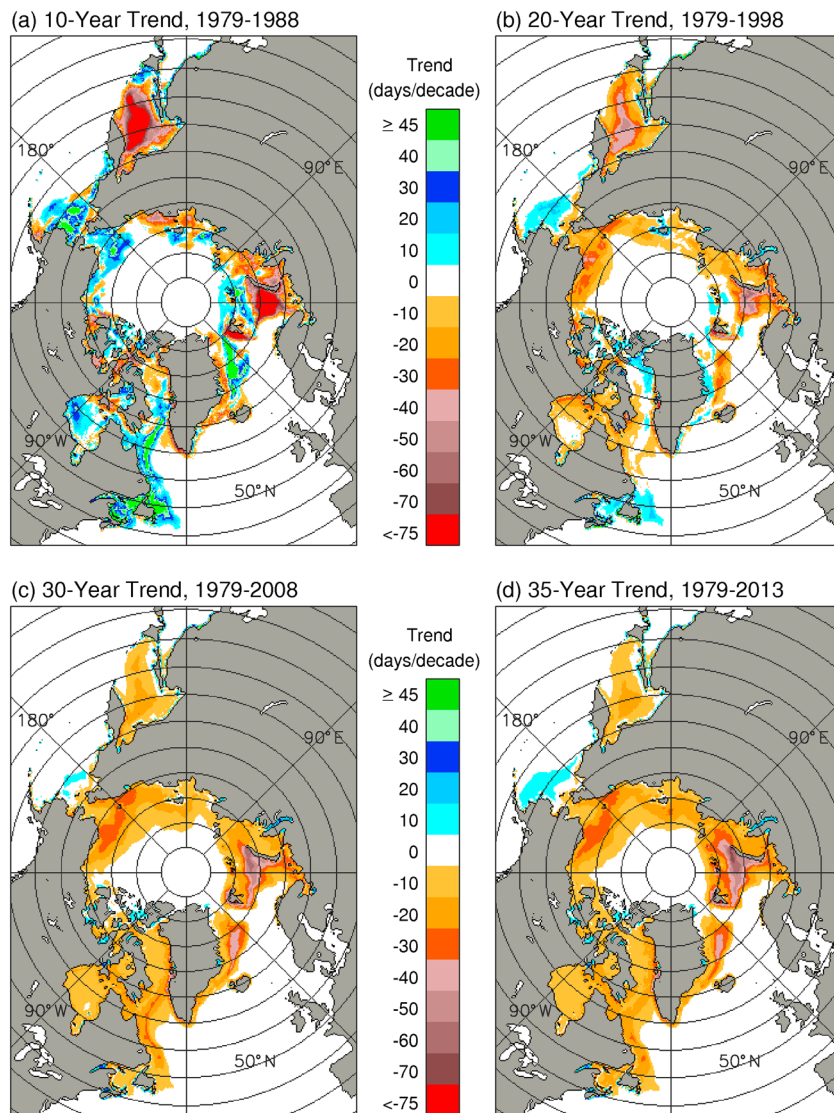 (a) 10-Year Trend, 1979-1988
180°
90°E
90°W
50°N
Trend
(days/decade)
≥ 45
40
30
20
10
0
-10
-20
-30
-40
-50
-60
-70
<-75
(b) 20-Year Trend, 1979-1998
180°
90°E
90°W
50°N
(c) 30-Year Trend, 1979-2008
180°
90°E
90°W
50°N
Trend
(days/decade)
≥ 45
40
30
20
10
0
-10
-20
-30
-40
-50
-60
-70
<-75
(d) 35-Year Trend, 1979-2013
180°
90°E
90°W
50°N